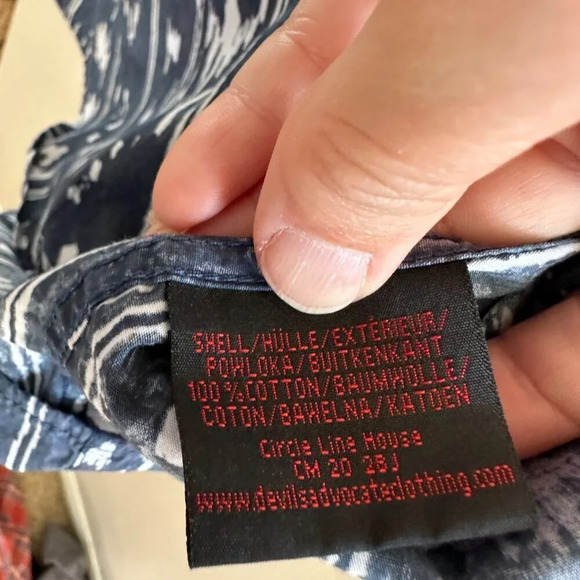 SHELL/HÜLLE/EXTÉRIEUR/
POWLOKA/BUITKENKANT
100%COTTON/BAUMWOLLE/
COTON/BAWELNA/KATOEN
Circle Line House
CM 20 2BJ
www.devilsadvocateclothing.com